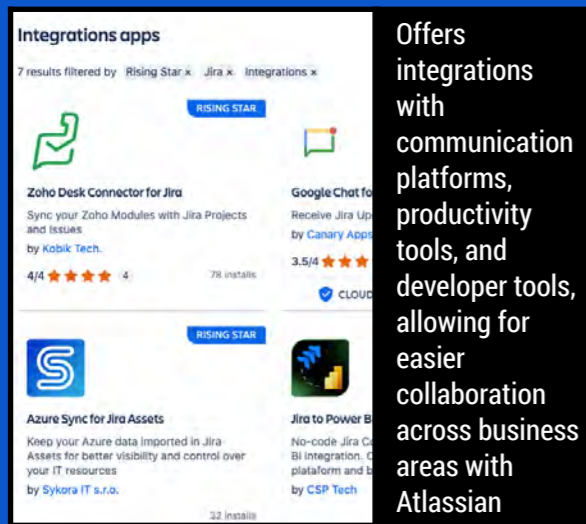 Integrations apps
7 results filtered by Rising Star × Jira × Integrations ×
RISING STAR
Zoho Desk Connector for Jira
Sync your Zoho Modules with Jira Projects
and Issues
by Kobik Tech.
4/4 4 78 installs
Google Chat fo
Receive Jira Up
by Canary Apps
3.5/4
CLOUD
RISING STAR
Azure Sync for Jira Assets
Keep your Azure data imported in Jira
Assets for better visibility and control over
your IT resources
by Sykora IT s.r.o.
32 installs
Jira to Power B
No-code Jira Co
BI integration. C
plataform and b
by CSP Tech
Offers
integrations
with
communication
platforms,
productivity
tools, and
developer tools,
allowing for
easier
collaboration
across business
areas with
Atlassian